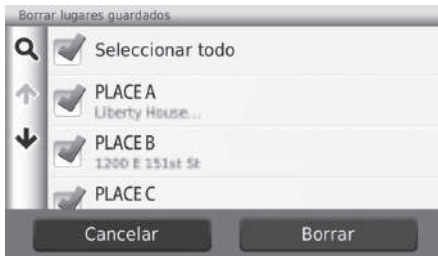 Borrar lugares guardados
Seleccionar todo
PLACE A
Liberty House...
PLACE B
1200 E 151st St
PLACE C
Cancelar
Borrar